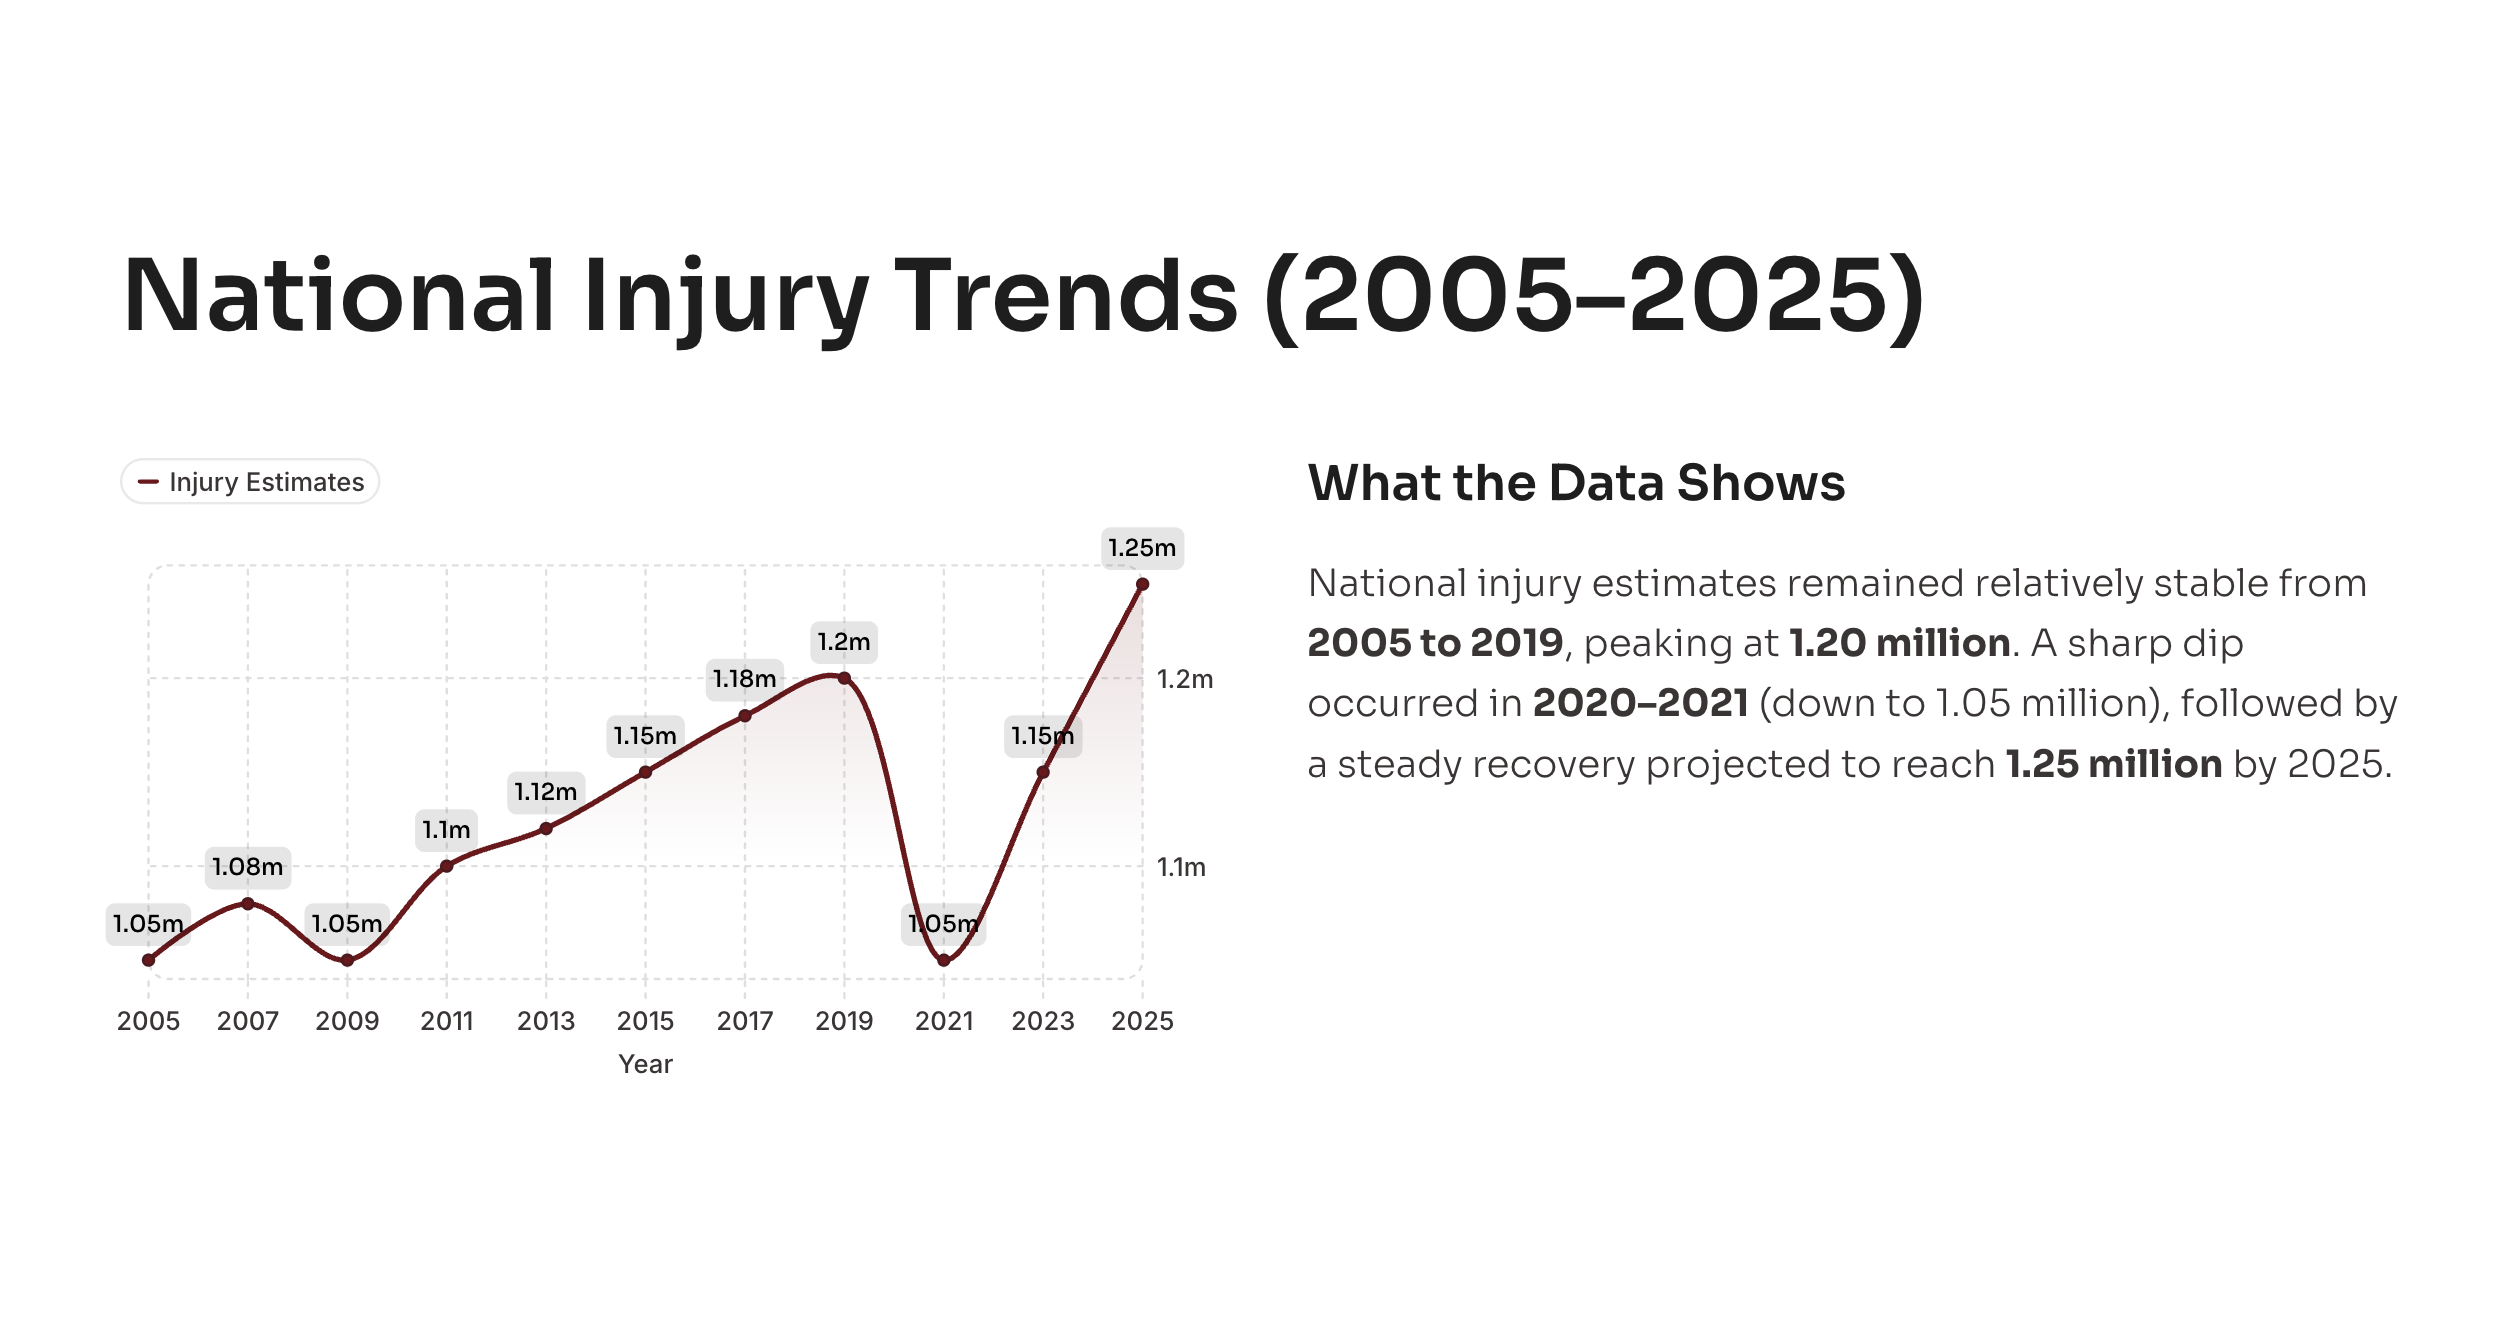 National Injury Trends (2005–2025)
Injury Estimates
1.05m
1.08m
1.05m
1.1m
1.12m
1.15m
1.18m
1.2m
1.05m
1.15m
1.25m
1.2m
1.1m
2005 2007 2009 2011 2013 2015 2017 2019 2021 2023 2025
Year
What the Data Shows
National injury estimates remained relatively stable from
2005 to 2019, peaking at 1.20 million. A sharp dip
occurred in 2020–2021 (down to 1.05 million), followed by
a steady recovery projected to reach 1.25 million by 2025.